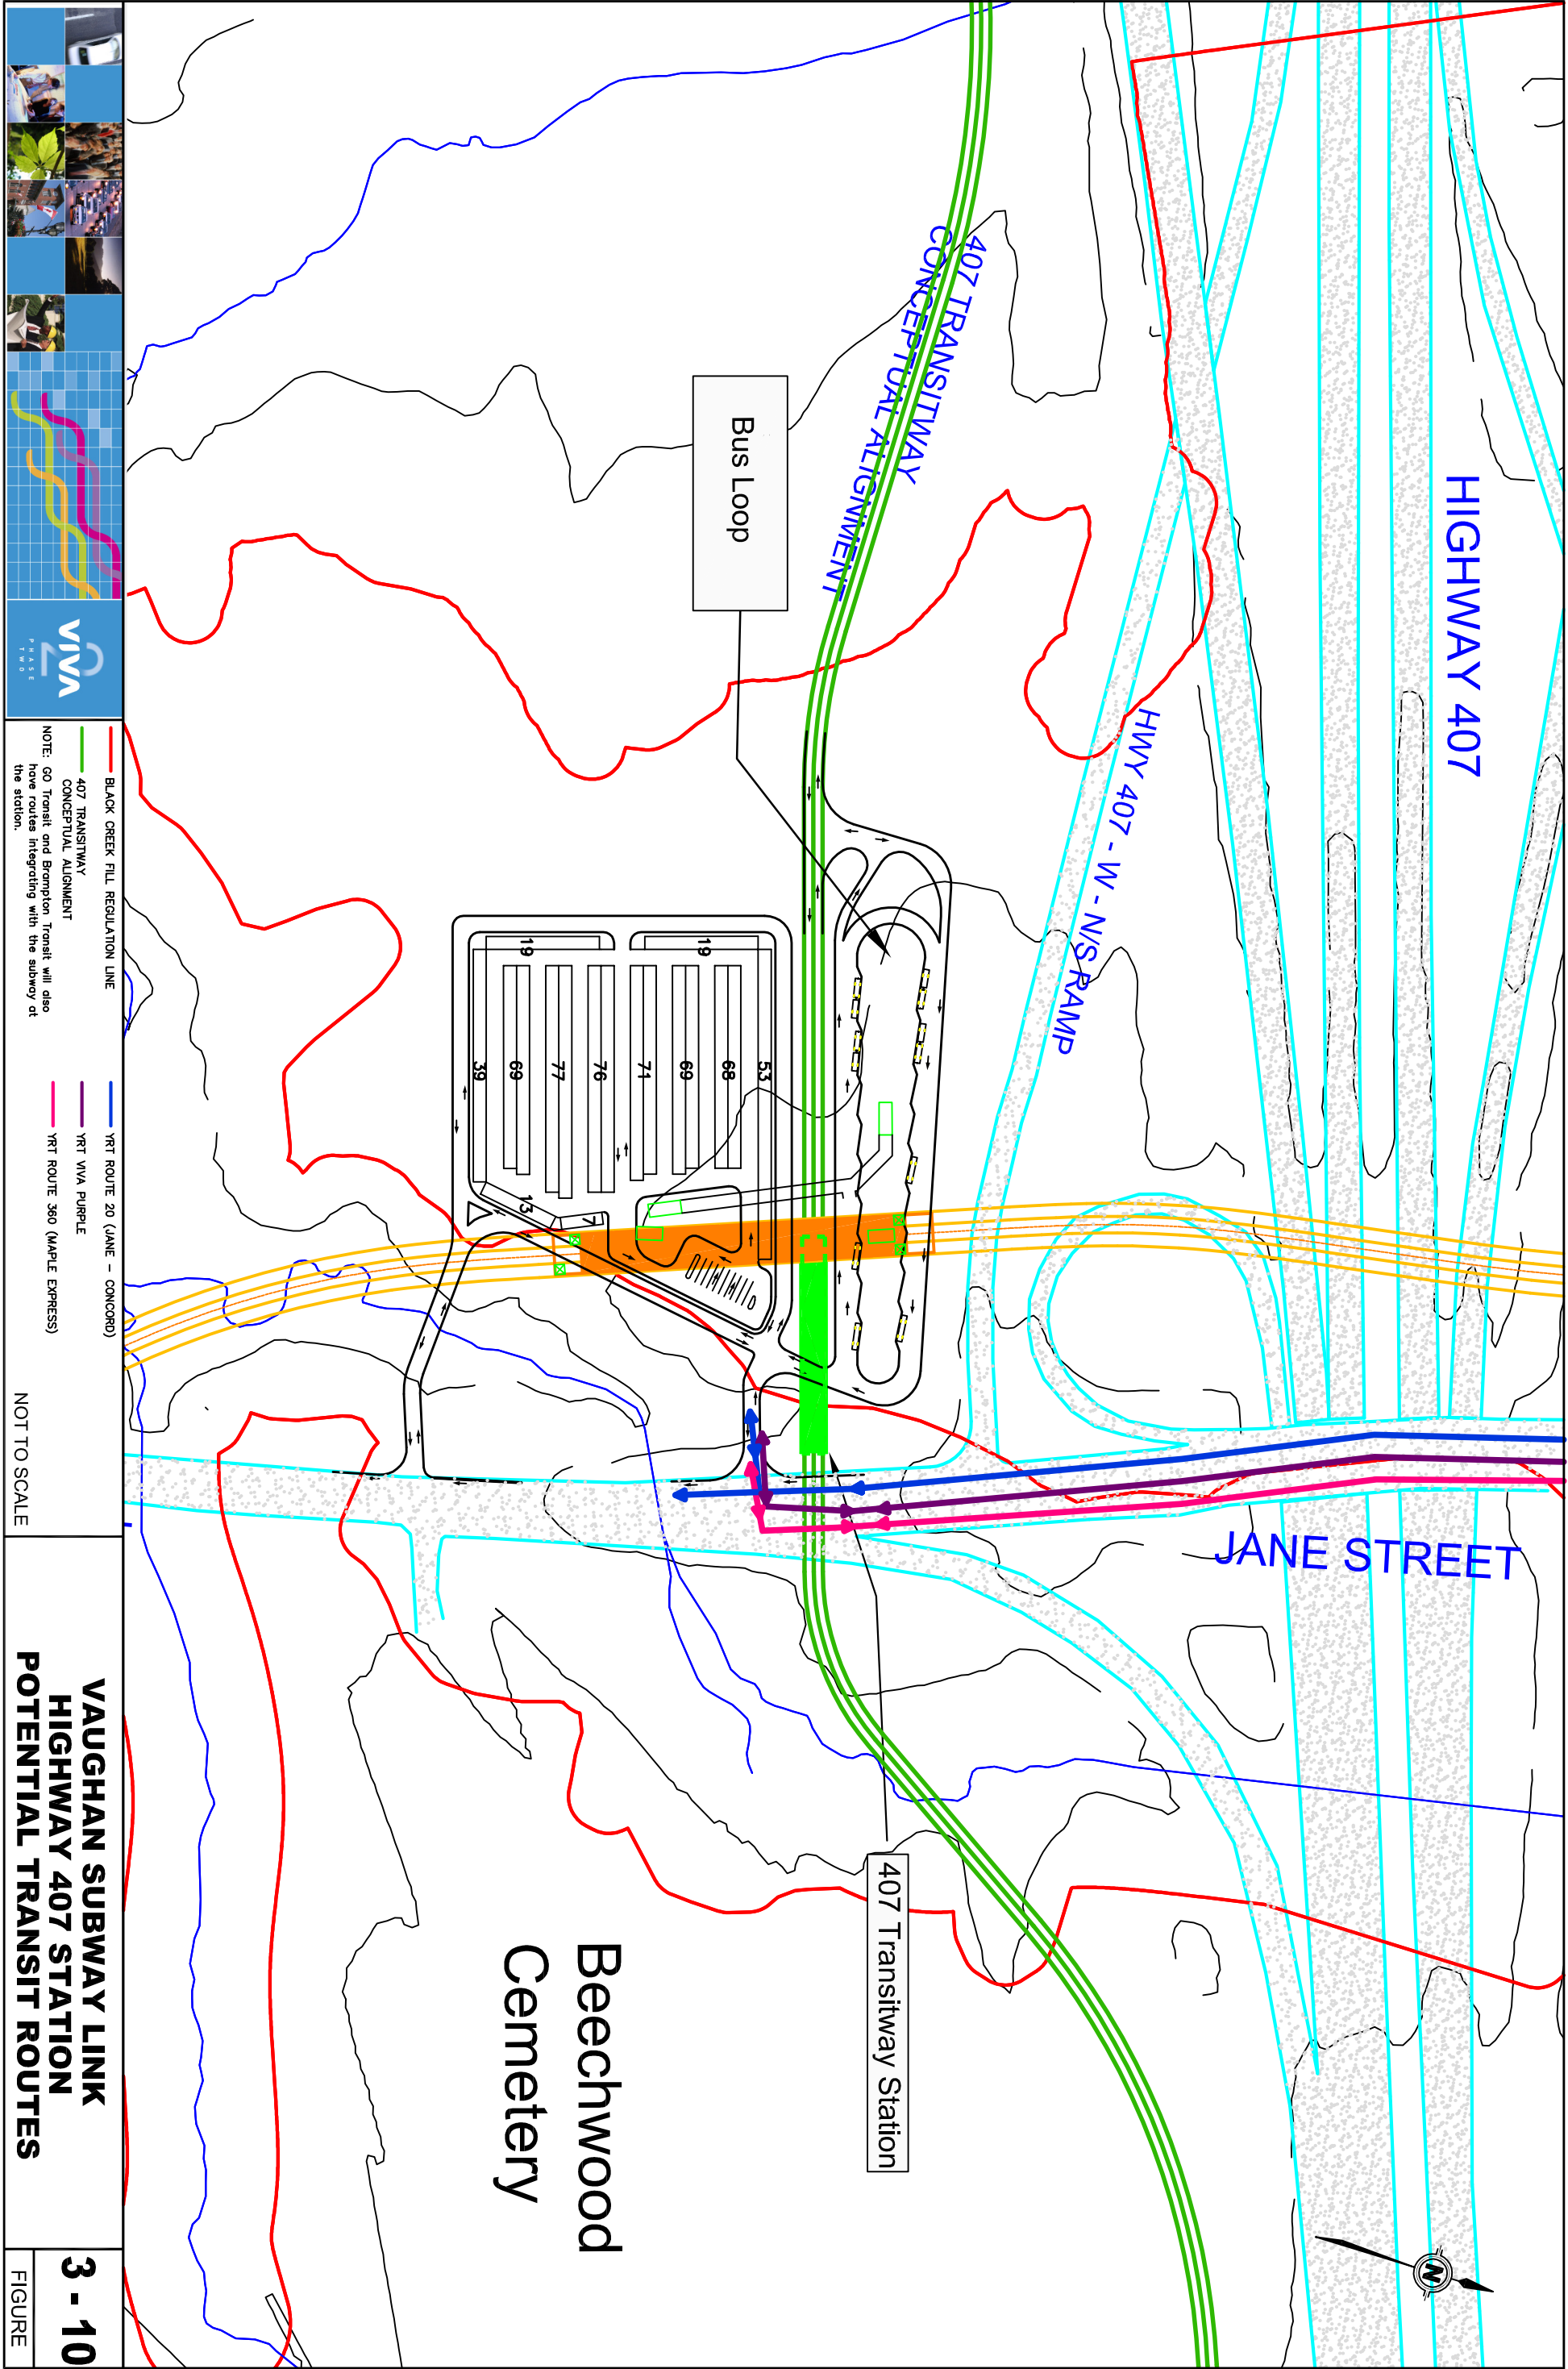 HIGHWAY 407
407 TRANSITWAY
CONCEPTUAL ALIGNMENT
HWY 407 - W - N/S RAMP
JANE STREET
N
Bus Loop
407 Transitway Station
19
53
68
69
71
19
76
77
69
39
7
13
Beechwood
Cemetery
VIVA
2
PHASE
TWO
BLACK CREEK FILL REGULATION LINE
407 TRANSITWAY
CONCEPTUAL ALIGNMENT
NOTE: GO Transit and Brampton Transit will also
have routes integrating with the subway at
the station.
YRT ROUTE 20 (JANE – CONCORD)
YRT VIVA PURPLE
YRT ROUTE 360 (MAPLE EXPRESS)
NOT TO SCALE
VAUGHAN SUBWAY LINK
HIGHWAY 407 STATION
POTENTIAL TRANSIT ROUTES
3 - 10
FIGURE